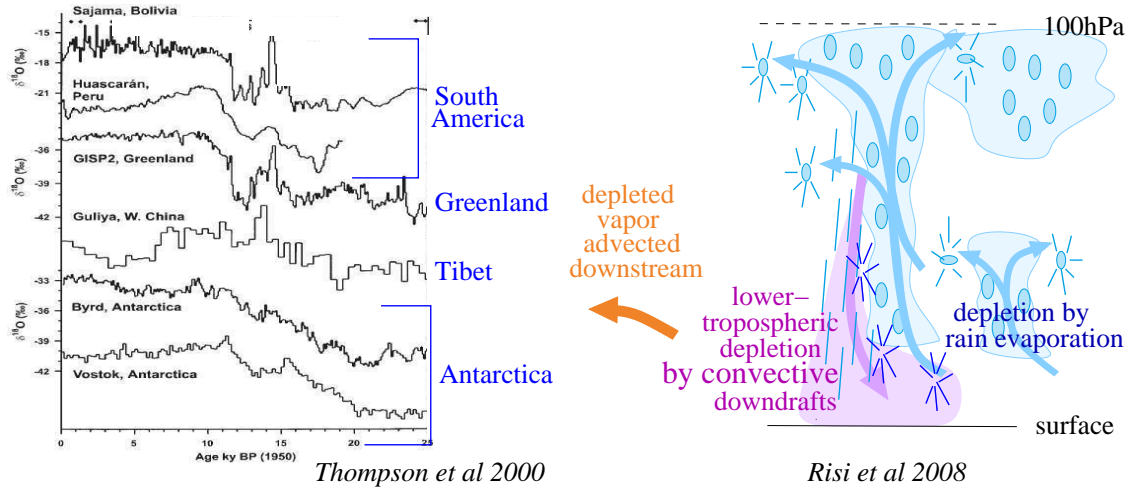 Sajama, Bolivia
-15
-18
-21
δ¹⁸O (‰)
Huascarán,
Peru
GISP2, Greenland
-36
-39
-42
δ¹⁸O (‰)
Guliya, W. China
-33
-36
-39
-42
δ¹⁸O (‰)
Byrd, Antarctica
Vostok, Antarctica
0
5
10
15
20
25
Age ky BP (1950)
South
America
Greenland
Tibet
Antarctica
Thompson et al 2000
depleted
vapor
advected
downstream
100hPa
lower-
tropospheric
depletion
by convective
downdrafts
depletion by
rain evaporation
surface
Risi et al 2008